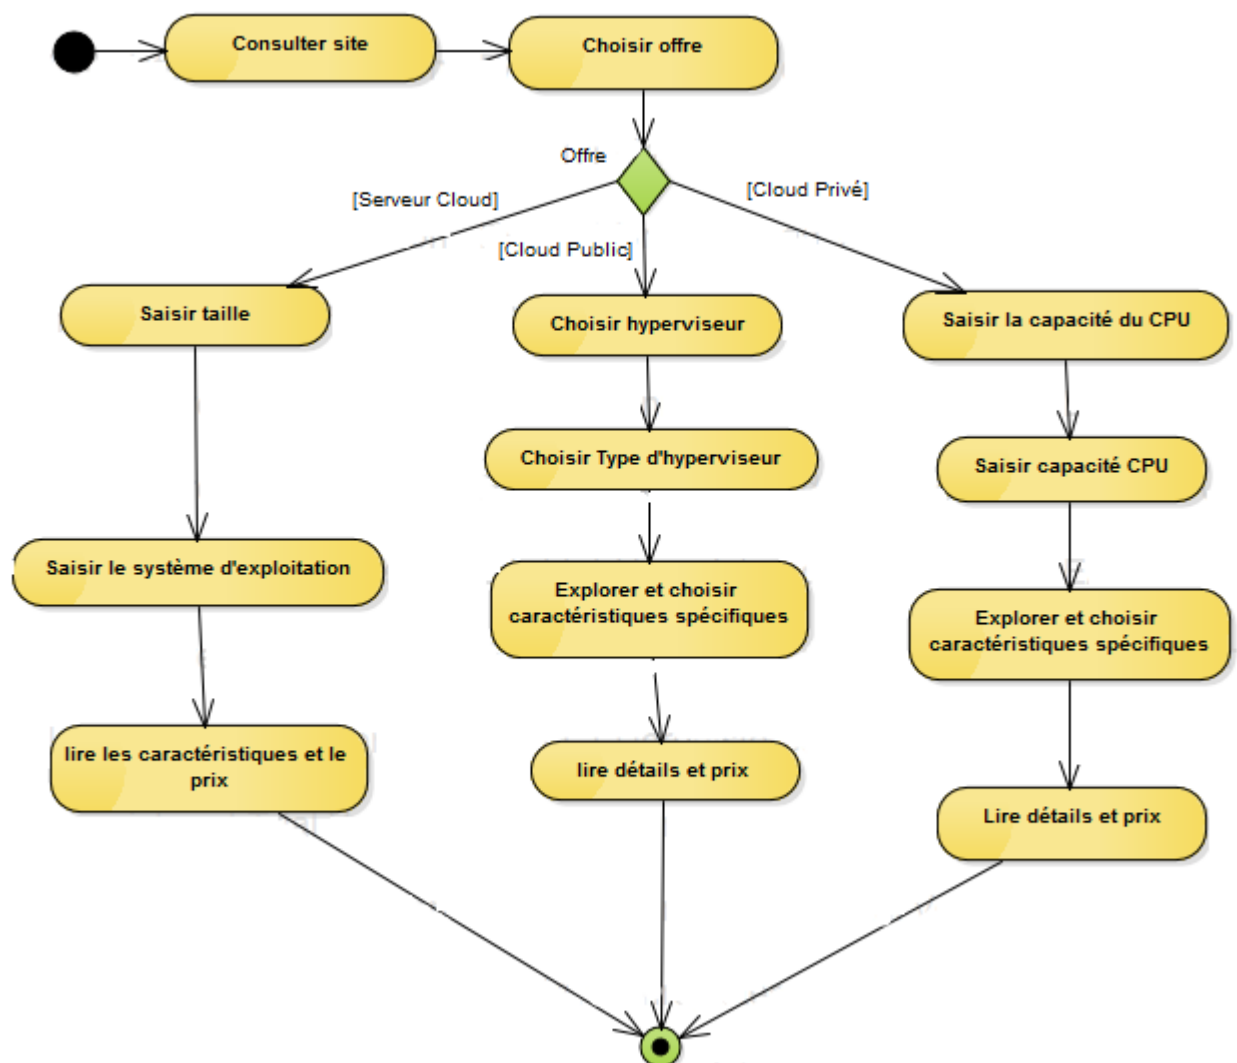 Consulter site
Choisir offre
Offre
[Serveur Cloud]
[Cloud Privé]
[Cloud Public]
Saisir taille
Choisir hyperviseur
Saisir la capacité du CPU
Choisir Type d'hyperviseur
Saisir capacité CPU
Saisir le système d'exploitation
Explorer et choisir
caractéristiques spécifiques
Explorer et choisir
caractéristiques spécifiques
lire les caractéristiques et le
prix
lire détails et prix
Lire détails et prix